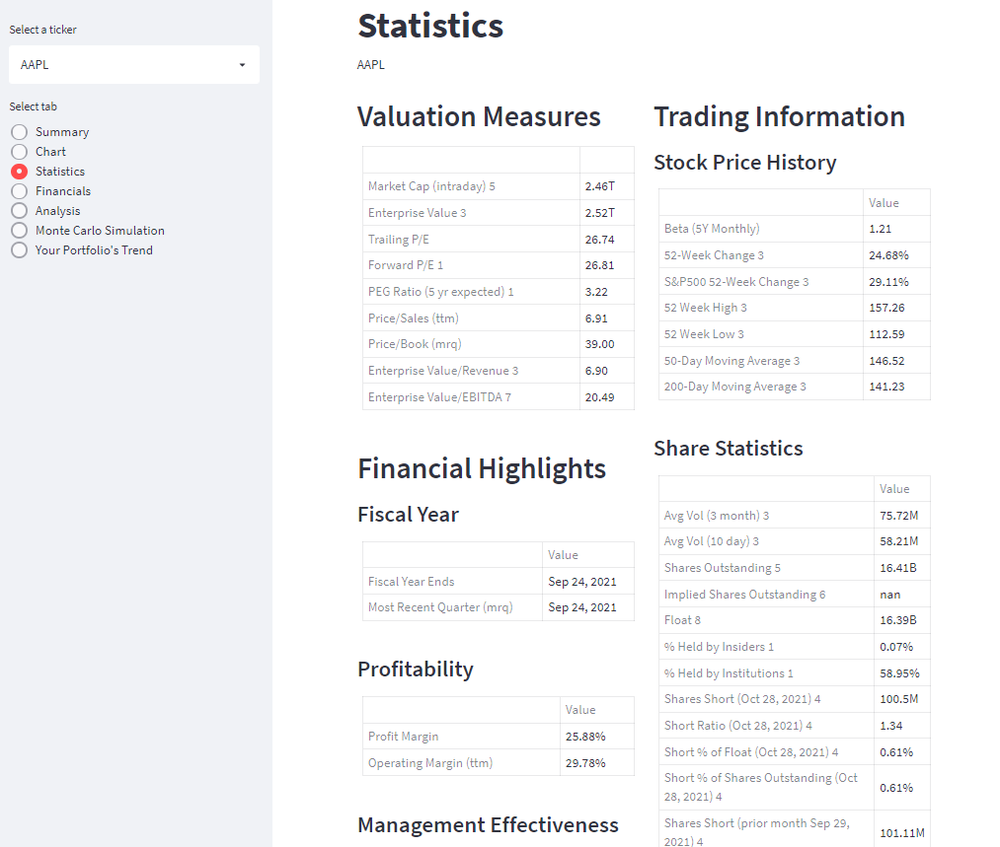 Select a ticker
AAPL
Select tab
Summary
Chart
Statistics
Financials
Analysis
Monte Carlo Simulation
Your Portfolio's Trend
Statistics
AAPL
Valuation Measures
Market Cap (intraday) 5 2.46T
Enterprise Value 3 2.52T
Trailing P/E 26.74
Forward P/E 1 26.81
PEG Ratio (5 yr expected) 1 3.22
Price/Sales (ttm) 6.91
Price/Book (mrq) 39.00
Enterprise Value/Revenue 3 6.90
Enterprise Value/EBITDA 7 20.49
Financial Highlights
Fiscal Year
Value
Fiscal Year Ends Sep 24, 2021
Most Recent Quarter (mrq) Sep 24, 2021
Profitability
Value
Profit Margin 25.88%
Operating Margin (ttm) 29.78%
Management Effectiveness
Trading Information
Stock Price History
Value
Beta (5Y Monthly) 1.21
52-Week Change 3 24.68%
S&P500 52-Week Change 3 29.11%
52 Week High 3 157.26
52 Week Low 3 112.59
50-Day Moving Average 3 146.52
200-Day Moving Average 3 141.23
Share Statistics
Value
Avg Vol (3 month) 3 75.72M
Avg Vol (10 day) 3 58.21M
Shares Outstanding 5 16.41B
Implied Shares Outstanding 6 nan
Float 8 16.39B
% Held by Insiders 1 0.07%
% Held by Institutions 1 58.95%
Shares Short (Oct 28, 2021) 4 100.5M
Short Ratio (Oct 28, 2021) 4 1.34
Short % of Float (Oct 28, 2021) 4 0.61%
Short % of Shares Outstanding (Oct
28, 2021) 4 0.61%
Shares Short (prior month Sep 29,
2021) 4 101.11M